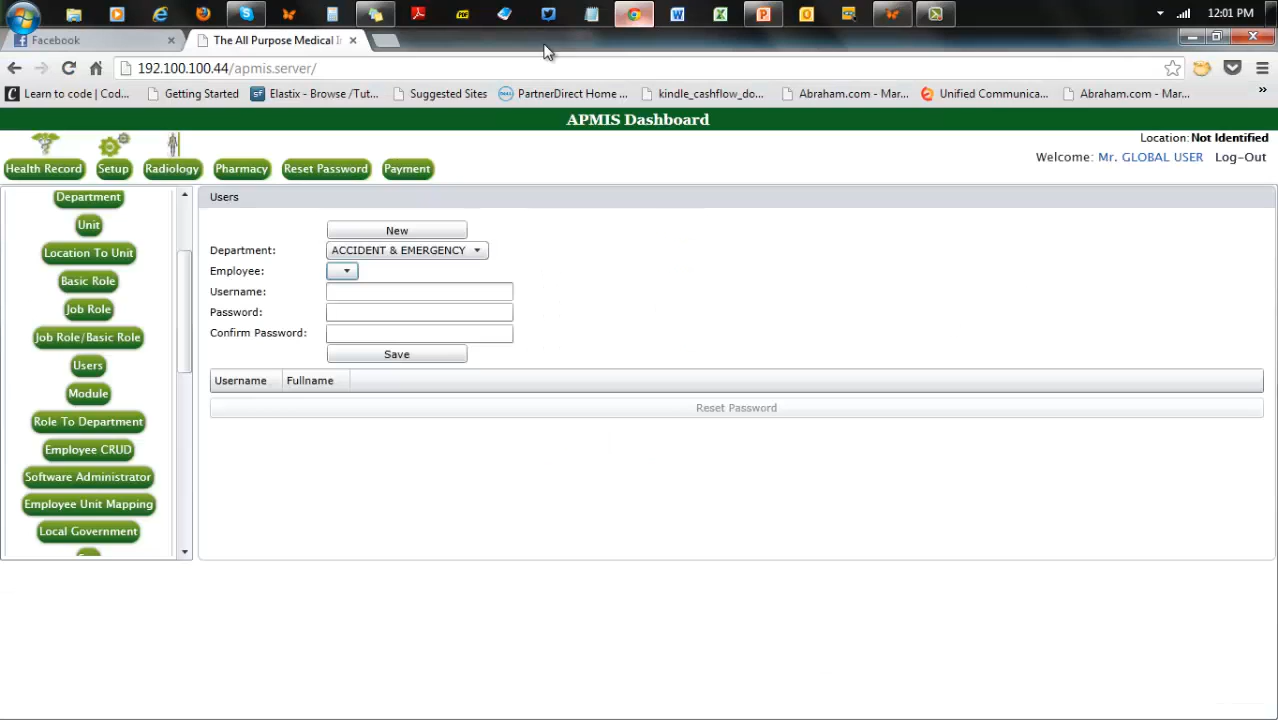 12:01 PM
Facebook
The All Purpose Medical I
192.100.100.44/apmis.server/
Learn to code | Cod...
Getting Started
Elastix - Browse /Tut...
Suggested Sites
PartnerDirect Home ...
kindle_cashflow_do...
Abraham.com - Mar...
Unified Communica...
Abraham.com - Mar...
APMIS Dashboard
Location: Not Identified
Welcome: Mr. GLOBAL USER Log-Out
Health Record
Setup
Radiology
Pharmacy
Reset Password
Payment
Department
Unit
Location To Unit
Basic Role
Job Role
Job Role/Basic Role
Users
Module
Role To Department
Employee CRUD
Software Administrator
Employee Unit Mapping
Local Government
Users
New
Department: ACCIDENT & EMERGENCY
Employee:
Username:
Password:
Confirm Password:
Save
Username Fullname
Reset Password